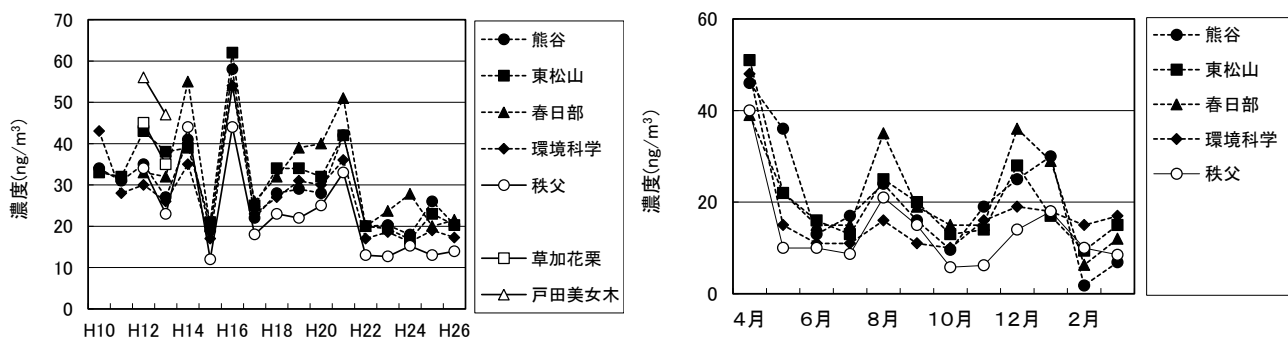 濃度(ng/m³)
70
60
50
40
30
20
10
0
H10 H12 H14 H16 H18 H20 H22 H24 H26
熊谷
東松山
春日部
環境科学
秩父
草加花栗
戸田美女木
濃度(ng/m³)
60
40
20
0
4月 6月 8月 10月 12月 2月
熊谷
東松山
春日部
環境科学
秩父